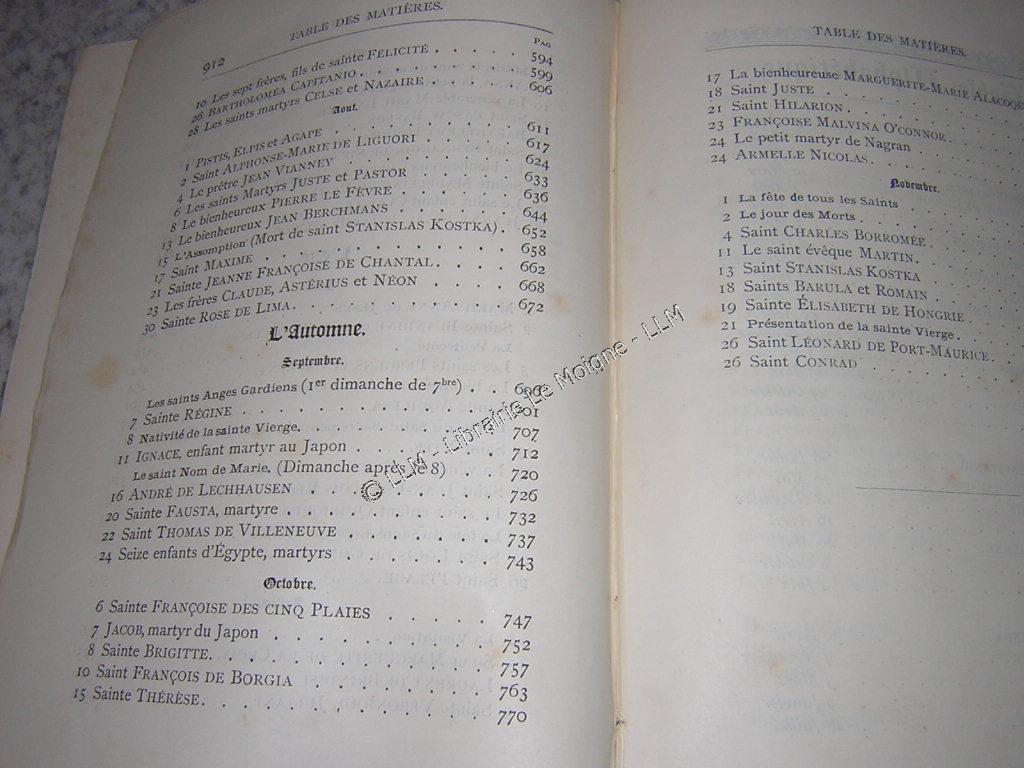 912 TABLE DES MATIÈRES.
PAG
10 Les sept frères, fils de sainte FÉLICITÉ . . . . . 594
26 BARTHOLOMÉA CAPITANIO . . . . . . . 599
28 Les saints martyrs CELSE et NAZAIRE . . . . . 606
Aout.
1 PISTIS, ELPIS et AGAPE . . . . . . . . 611
2 Saint ALPHONSE-MARIE DE LIGUORI . . . . . 617
4 Le prêtre JEAN VIANNEY . . . . . . . 624
6 Les saints Martyrs JUSTE et PASTOR . . . . . 633
8 Le bienheureux PIERRE LE FÈVRE . . . . . 636
13 Le bienheureux JEAN BERCHMANS . . . . . 644
15 L'Assomption (Mort de saint STANISLAS KOSTKA) . . 652
17 Saint MAXIME . . . . . . . . . . 658
21 Sainte JEANNE FRANÇOISE DE CHANTAL . . . . 662
23 Les frères CLAUDE, ASTÉRIUS et NÉON . . . . 668
30 Sainte ROSE DE LIMA . . . . . . . . 672
L'Automne.
Septembre.
Les saints Anges Gardiens (1er dimanche de 7bre) . . 696
7 Sainte RÉGINE . . . . . . . . . . 701
8 Nativité de la sainte Vierge. . . . . . . . 707
11 IGNACE, enfant martyr au Japon . . . . . . 712
Le saint Nom de Marie. (Dimanche après le 8) . . . 720
16 ANDRÉ DE LECHHAUSEN . . . . . . . 726
20 Sainte FAUSTA, martyre . . . . . . . . 732
22 Saint THOMAS DE VILLENEUVE . . . . . . 737
24 Seize enfants d'Égypte, martyrs . . . . . . 743
Octobre.
6 Sainte FRANÇOISE DES CINQ PLAIES . . . . . 747
7 JACOB, martyr du Japon . . . . . . . . 752
8 Sainte BRIGITTE. . . . . . . . . . 757
10 Saint FRANÇOIS DE BORGIA . . . . . . . 763
15 Sainte THÉRÈSE. . . . . . . . . . 770
TABLE DES MATIÈRES.
17 La bienheureuse MARGUERITE-MARIE ALACOQU
18 Saint JUSTE
21 Saint HILARION.
23 FRANÇOISE MALVINA O'CONNOR.
24 Le petit martyr de Nagran
24 ARMELLE NICOLAS.
Novembre.
1 La fête de tous les Saints
2 Le jour des Morts
4 Saint CHARLES BORROMÉE.
11 Le saint évêque MARTIN.
13 Saint STANISLAS KOSTKA
18 Saints BARULA et ROMAIN
19 Sainte ÉLISABETH DE HONGRIE
21 Présentation de la sainte Vierge.
26 Saint LÉONARD DE PORT-MAURICE.
26 Saint CONRAD
© LLM - Librairie Le Moigne - LLM